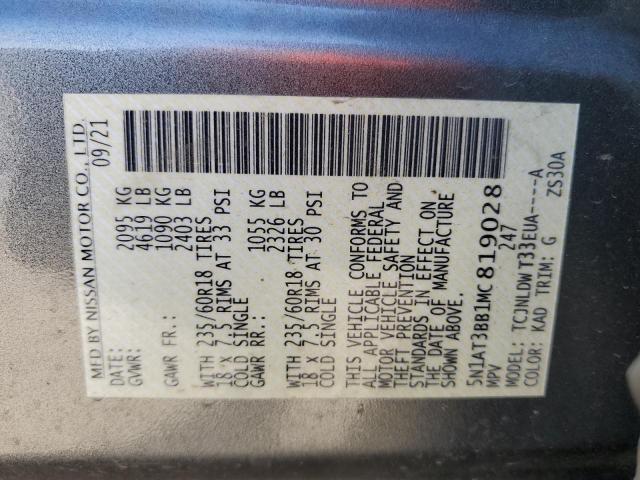 MFD BY NISSAN MOTOR CO., LTD.
DATE: 09/21
GVWR: 2095 KG
4619 LB
GAWR FR.: 1090 KG
2403 LB
WITH 235/60R18 TIRES
18 x 7.5 RIMS AT 33 PSI
COLD SINGLE
GAWR RR.: 1055 KG
2326 LB
WITH 235/60R18 TIRES
18 x 7.5 RIMS AT 30 PSI
COLD SINGLE
THIS VEHICLE CONFORMS TO
ALL APPLICABLE FEDERAL
MOTOR VEHICLE SAFETY AND
THEFT PREVENTION
STANDARDS IN EFFECT ON
THE DATE OF MANUFACTURE
SHOWN ABOVE.
5N1AT3BB1MC819028
MPV 247
MODEL: TCJNLDW T33EUA----A
COLOR: KAD TRIM: G ZS30A